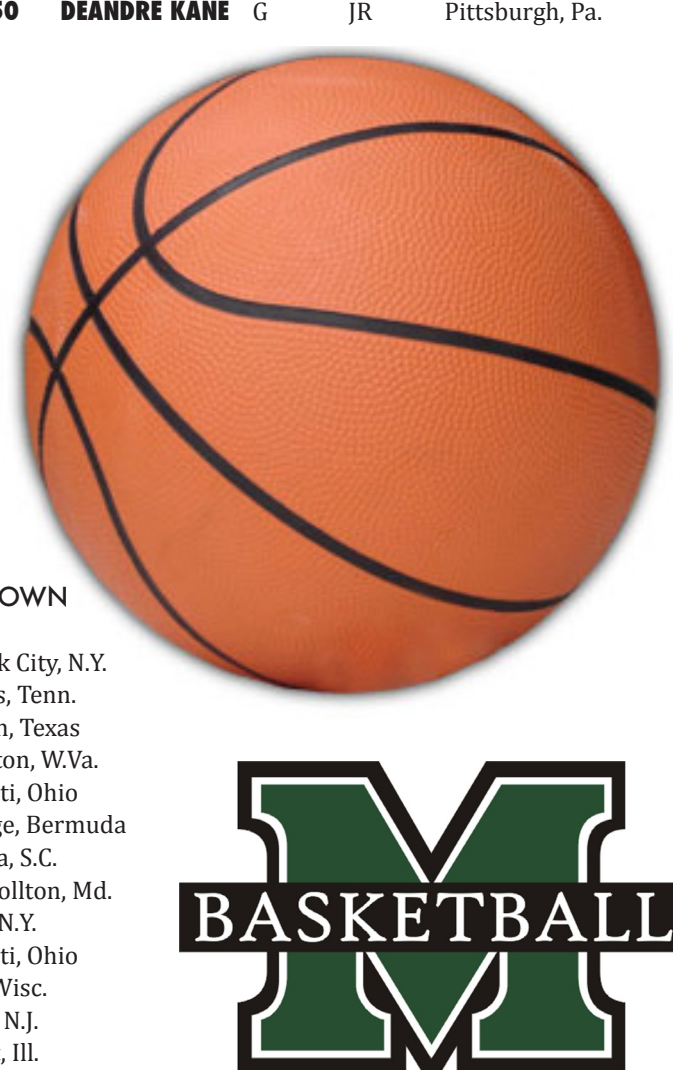 50 DEANDRE KANE G JR Pittsburgh, Pa.
OWN
k City, N.Y.
s, Tenn.
n, Texas
ton, W.Va.
ti, Ohio
ge, Bermuda
a, S.C.
ollton, Md.
N.Y.
ti, Ohio
Wisc.
N.J.
, Ill.
M
BASKETBALL